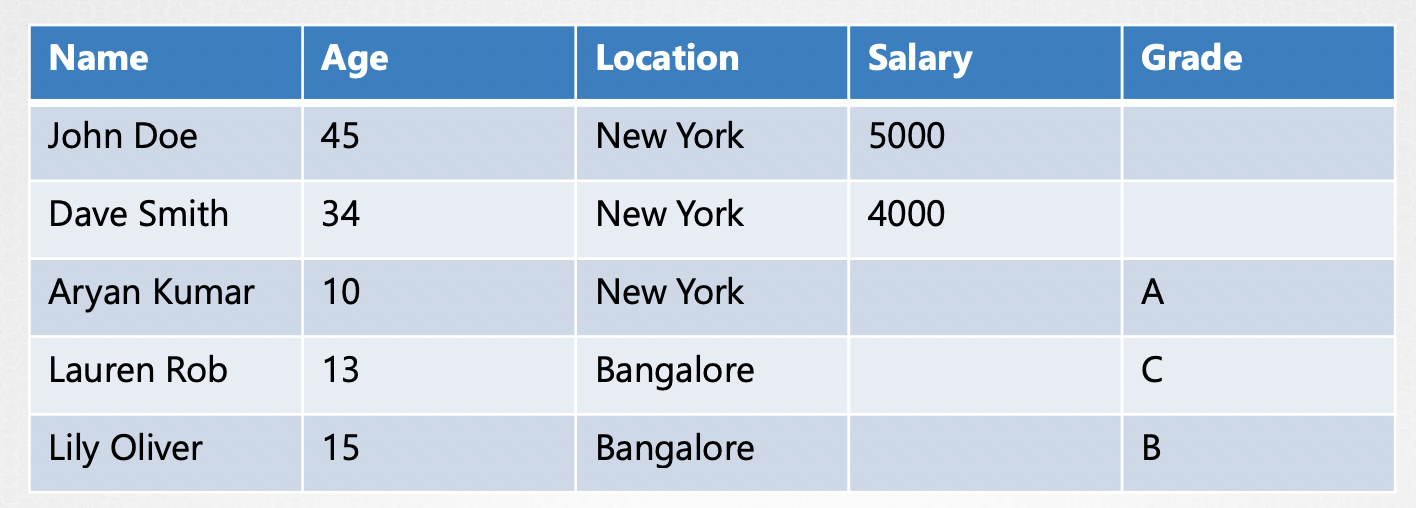 Name Age Location Salary Grade
John Doe 45 New York 5000
Dave Smith 34 New York 4000
Aryan Kumar 10 New York A
Lauren Rob 13 Bangalore C
Lily Oliver 15 Bangalore B